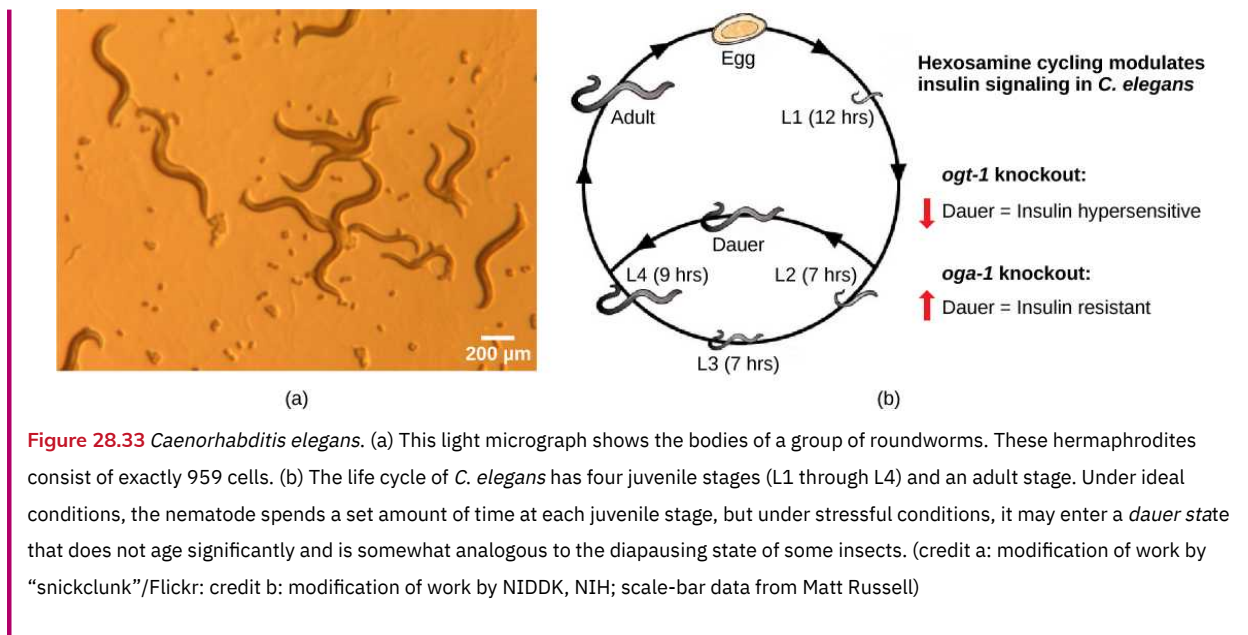 200 µm
(a)
Egg
Adult
L1 (12 hrs)
Dauer
L4 (9 hrs)
L2 (7 hrs)
L3 (7 hrs)
Hexosamine cycling modulates
insulin signaling in C. elegans
ogt-1 knockout:
Dauer = Insulin hypersensitive
oga-1 knockout:
Dauer = Insulin resistant
(b)
Figure 28.33 Caenorhabditis elegans. (a) This light micrograph shows the bodies of a group of roundworms. These hermaphrodites
consist of exactly 959 cells. (b) The life cycle of C. elegans has four juvenile stages (L1 through L4) and an adult stage. Under ideal
conditions, the nematode spends a set amount of time at each juvenile stage, but under stressful conditions, it may enter a dauer state
that does not age significantly and is somewhat analogous to the diapausing state of some insects. (credit a: modification of work by
“snickclunk”/Flickr: credit b: modification of work by NIDDK, NIH; scale-bar data from Matt Russell)